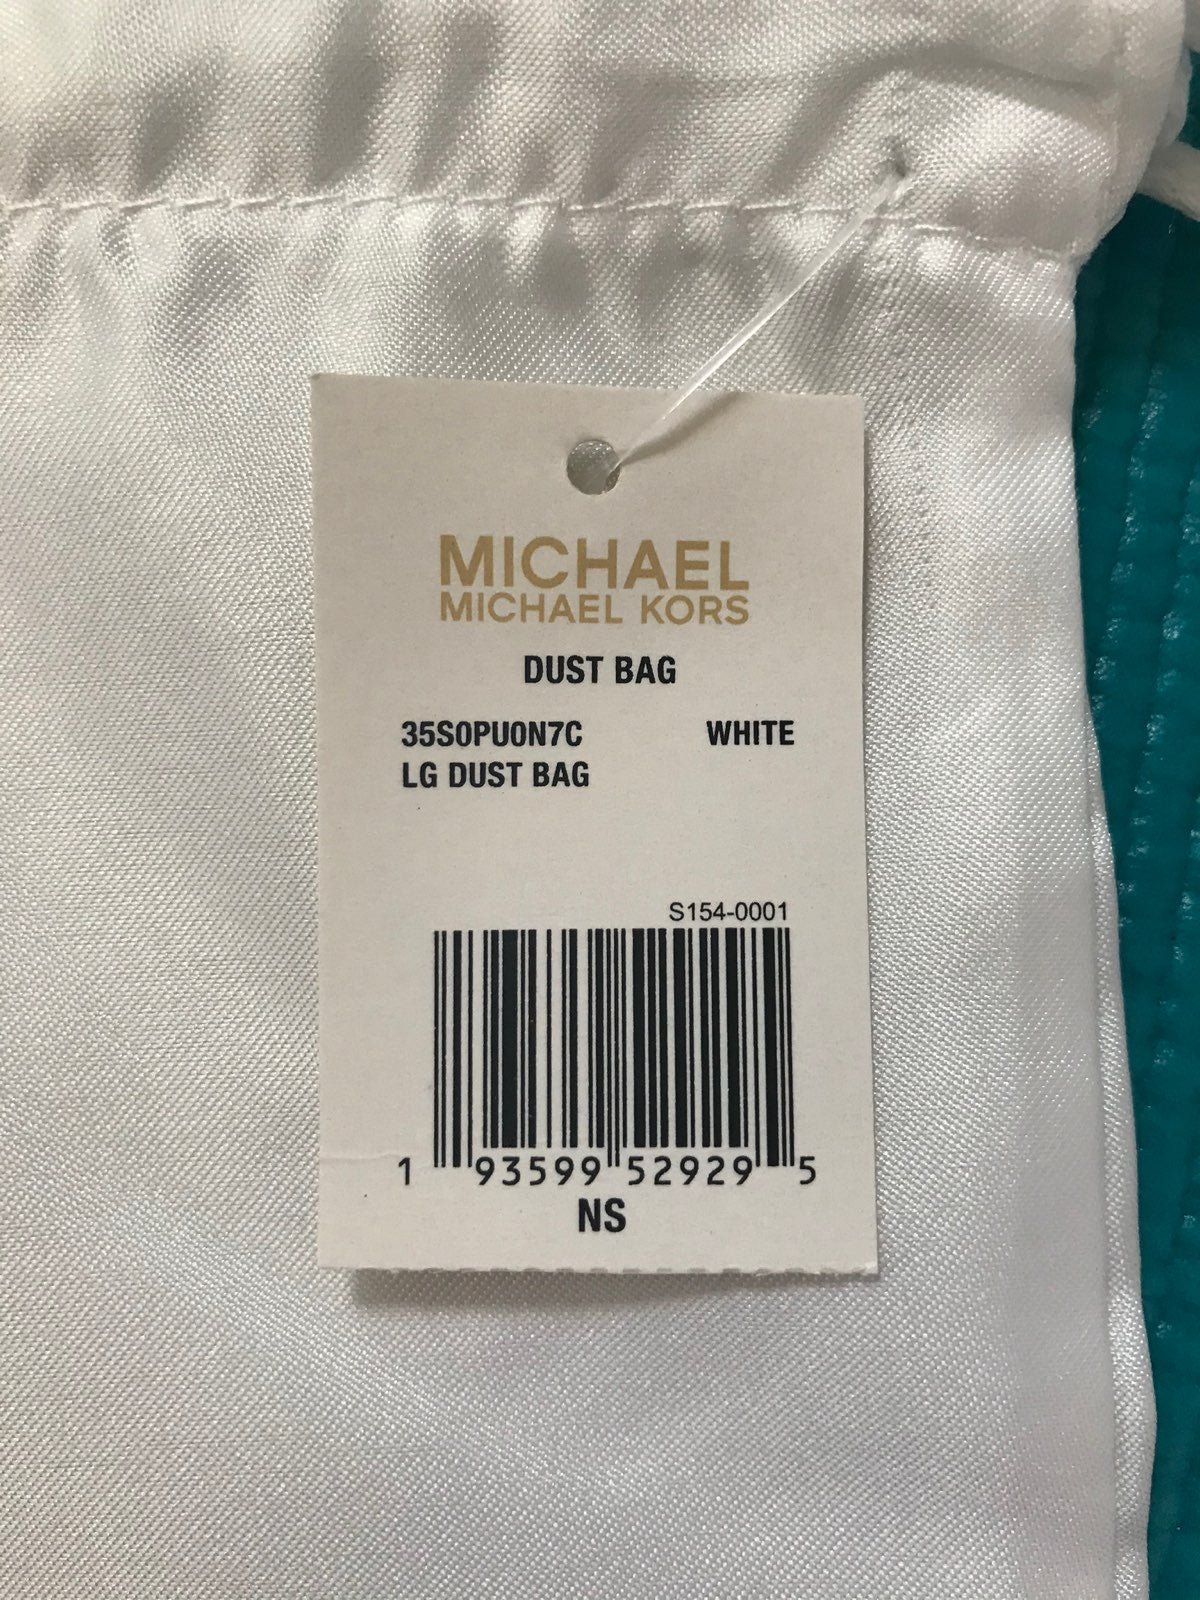 MICHAEL
MICHAEL KORS
DUST BAG
35S0PU0N7C WHITE
LG DUST BAG
S154-0001
1 93599 52929 5
NS